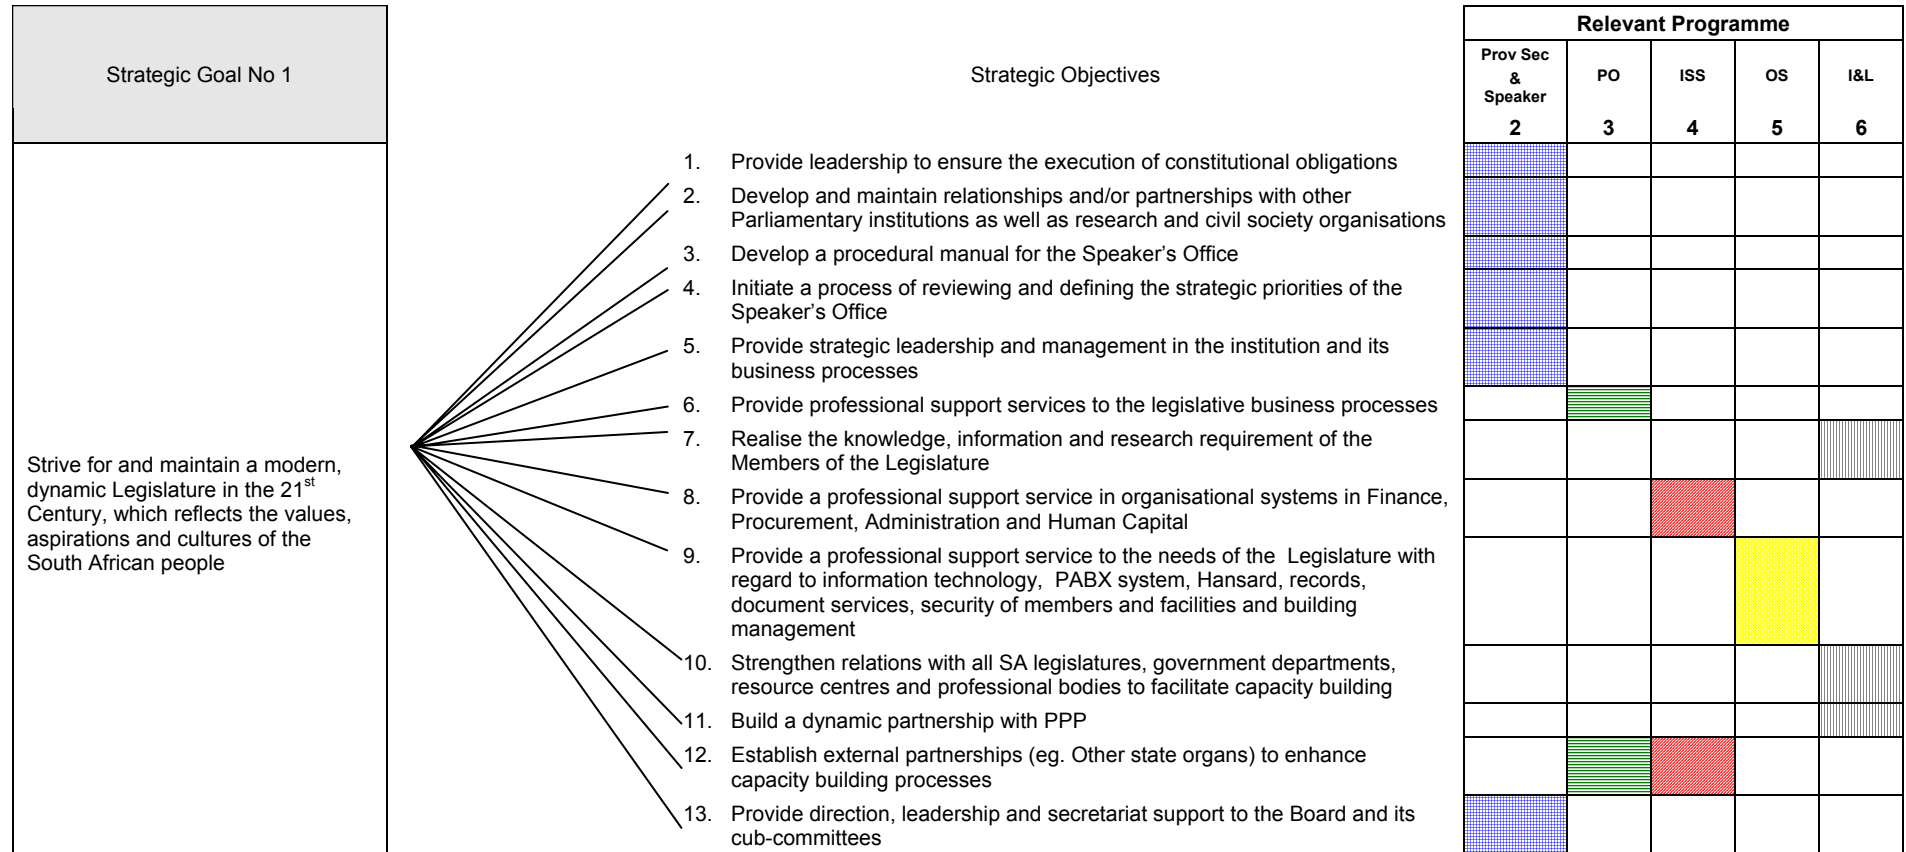 Relevant Programme
Strategic Goal No 1
Strategic Objectives
Prov Sec
&
Speaker
2
PO
3
ISS
4
OS
5
I&L
6
Strive for and maintain a modern,
dynamic Legislature in the 21st
Century, which reflects the values,
aspirations and cultures of the
South African people
1. Provide leadership to ensure the execution of constitutional obligations
2. Develop and maintain relationships and/or partnerships with other
Parliamentary institutions as well as research and civil society organisations
3. Develop a procedural manual for the Speaker’s Office
4. Initiate a process of reviewing and defining the strategic priorities of the
Speaker’s Office
5. Provide strategic leadership and management in the institution and its
business processes
6. Provide professional support services to the legislative business processes
7. Realise the knowledge, information and research requirement of the
Members of the Legislature
8. Provide a professional support service in organisational systems in Finance,
Procurement, Administration and Human Capital
9. Provide a professional support service to the needs of the Legislature with
regard to information technology, PABX system, Hansard, records,
document services, security of members and facilities and building
management
10. Strengthen relations with all SA legislatures, government departments,
resource centres and professional bodies to facilitate capacity building
11. Build a dynamic partnership with PPP
12. Establish external partnerships (eg. Other state organs) to enhance
capacity building processes
13. Provide direction, leadership and secretariat support to the Board and its
cub-committees